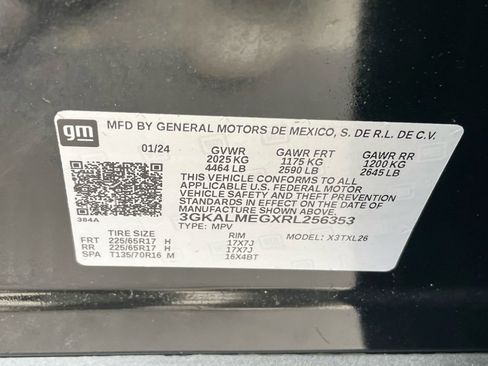 gm
MFD BY GENERAL MOTORS DE MEXICO, S. DE R.L. DE C.V.
01/24 GVWR GAWR FRT GAWR RR
2025 KG 1175 KG 1200 KG
4464 LB 2590 LB 2645 LB
THIS VEHICLE CONFORMS TO ALL
APPLICABLE U.S. FEDERAL MOTOR
VEHICLE SAFETY AND THEFT PREVENTION
STANDARDS IN EFFECT ON THE DATE OF
MANUFACTURE SHOWN ABOVE.
384A
3GKALMEGXRL256353
TYPE: MPV
TIRE SIZE RIM MODEL: X3TXL26
FRT 225/65R17 H 17X7J
RR 225/65R17 H 17X7J
SPA T135/70R16 M 16X4BT